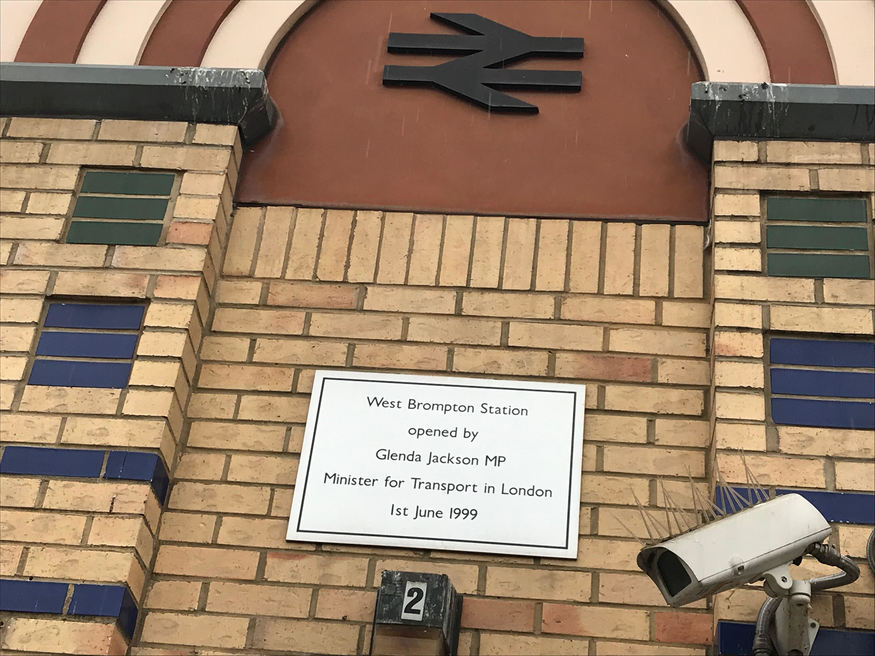 West Brompton Station
opened by
Glenda Jackson MP
Minister for Transport in London
1st June 1999
2